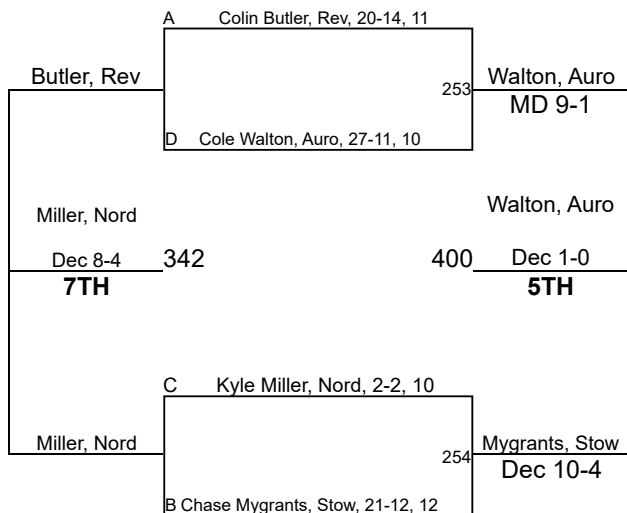 A Colin Butler, Rev, 20-14, 11
Butler, Rev
253
Walton, Auro
MD 9-1
D Cole Walton, Auro, 27-11, 10
Miller, Nord
Walton, Auro
Dec 8-4
342
400
Dec 1-0
7TH
5TH
C Kyle Miller, Nord, 2-2, 10
Miller, Nord
254
Mygrants, Stow
Dec 10-4
B Chase Mygrants, Stow, 21-12, 12